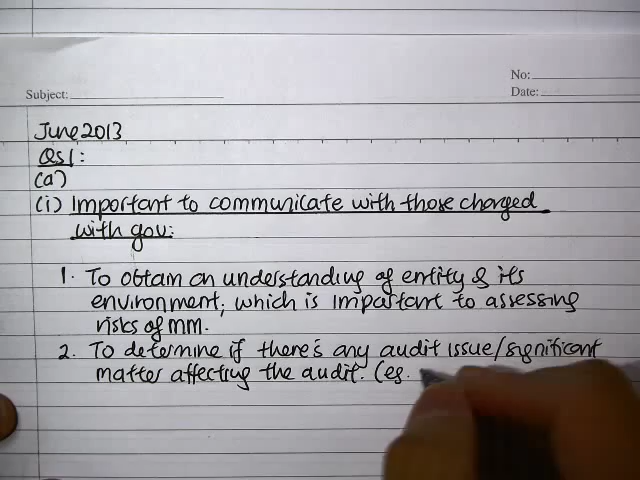 No:
Subject:
Date:
June 2013
Qs1:
(a)
(i) Important to communicate with those charged
with gov:
1. To obtain an understanding of entity & its
environment, which is important to assessing
risks of MM.
2. To determine if there's any audit issue/significant
matter affecting the audit. (eg.